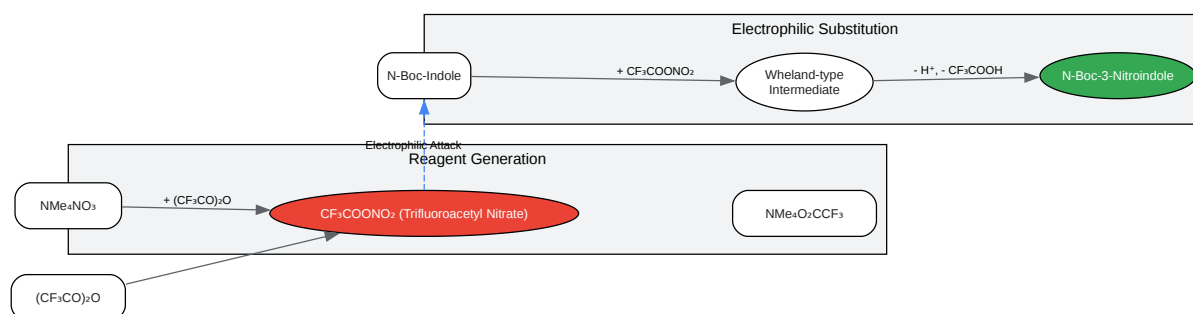 Electrophilic Substitution
N-Boc-Indole
+ CF₃COONO₂
Wheland-type
Intermediate
- H⁺, - CF₃COOH
N-Boc-3-Nitroindole
Electrophilic Attack
Reagent Generation
NMe₄NO₃
+ (CF₃CO)₂O
CF₃COONO₂ (Trifluoroacetyl Nitrate)
NMe₄O₂CCF₃
(CF₃CO)₂O